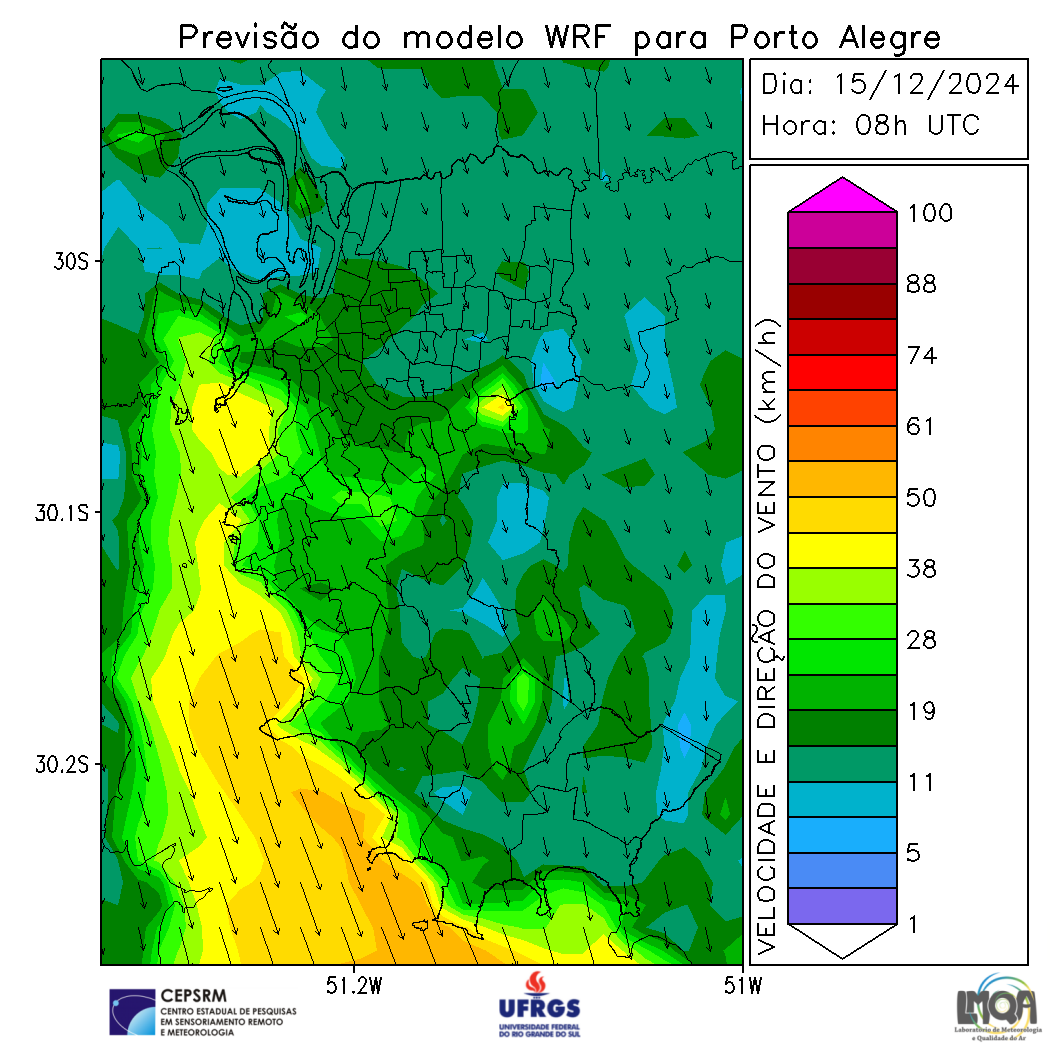 Previsão do modelo WRF para Porto Alegre
Dia: 15/12/2024
Hora: 08h UTC
30S
30.1S
30.2S
51.2W
51W
VELOCIDADE E DIREÇÃO DO VENTO (km/h)
100
88
74
61
50
38
28
19
11
5
1
CEPSRM
CENTRO ESTADUAL DE PESQUISAS
EM SENSORIAMENTO REMOTO
E METEOROLOGIA
UFRGS
UNIVERSIDADE FEDERAL
DO RIO GRANDE DO SUL
LMQA
Laboratório de Meteorologia
e Qualidade do Ar